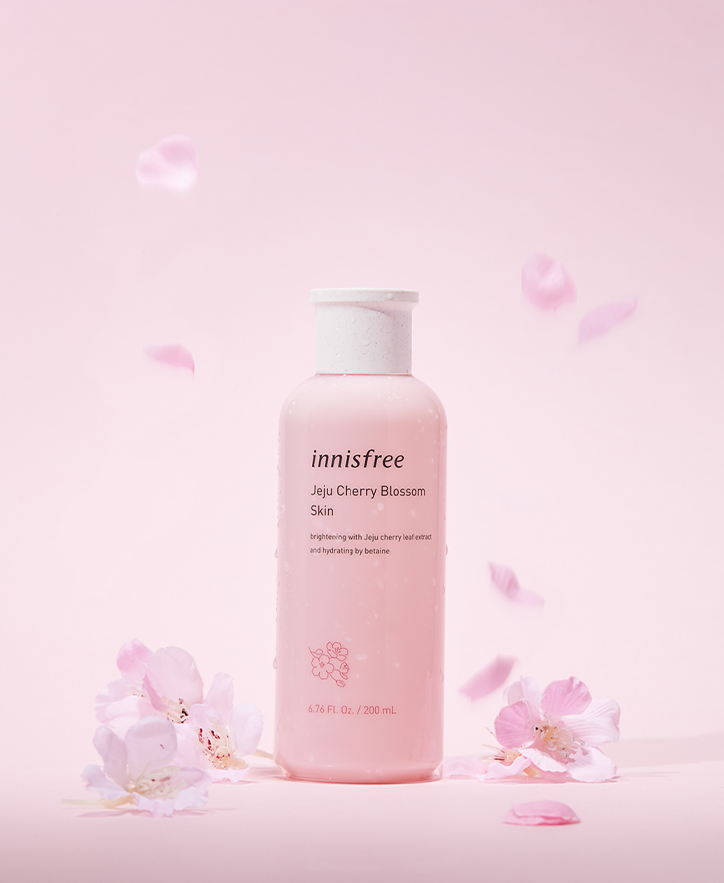 innisfree
Jeju Cherry Blossom
Skin
brightening with Jeju cherry leaf extract
and hydrating by betaine
6.76 Fl. Oz. / 200 mL